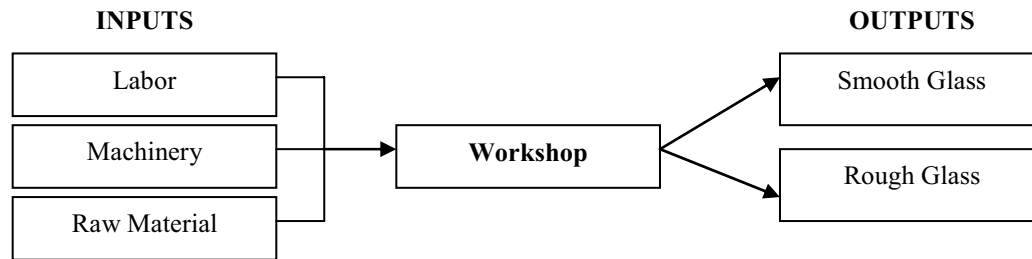 INPUTS
Labor
Machinery
Raw Material
Workshop
OUTPUTS
Smooth Glass
Rough Glass